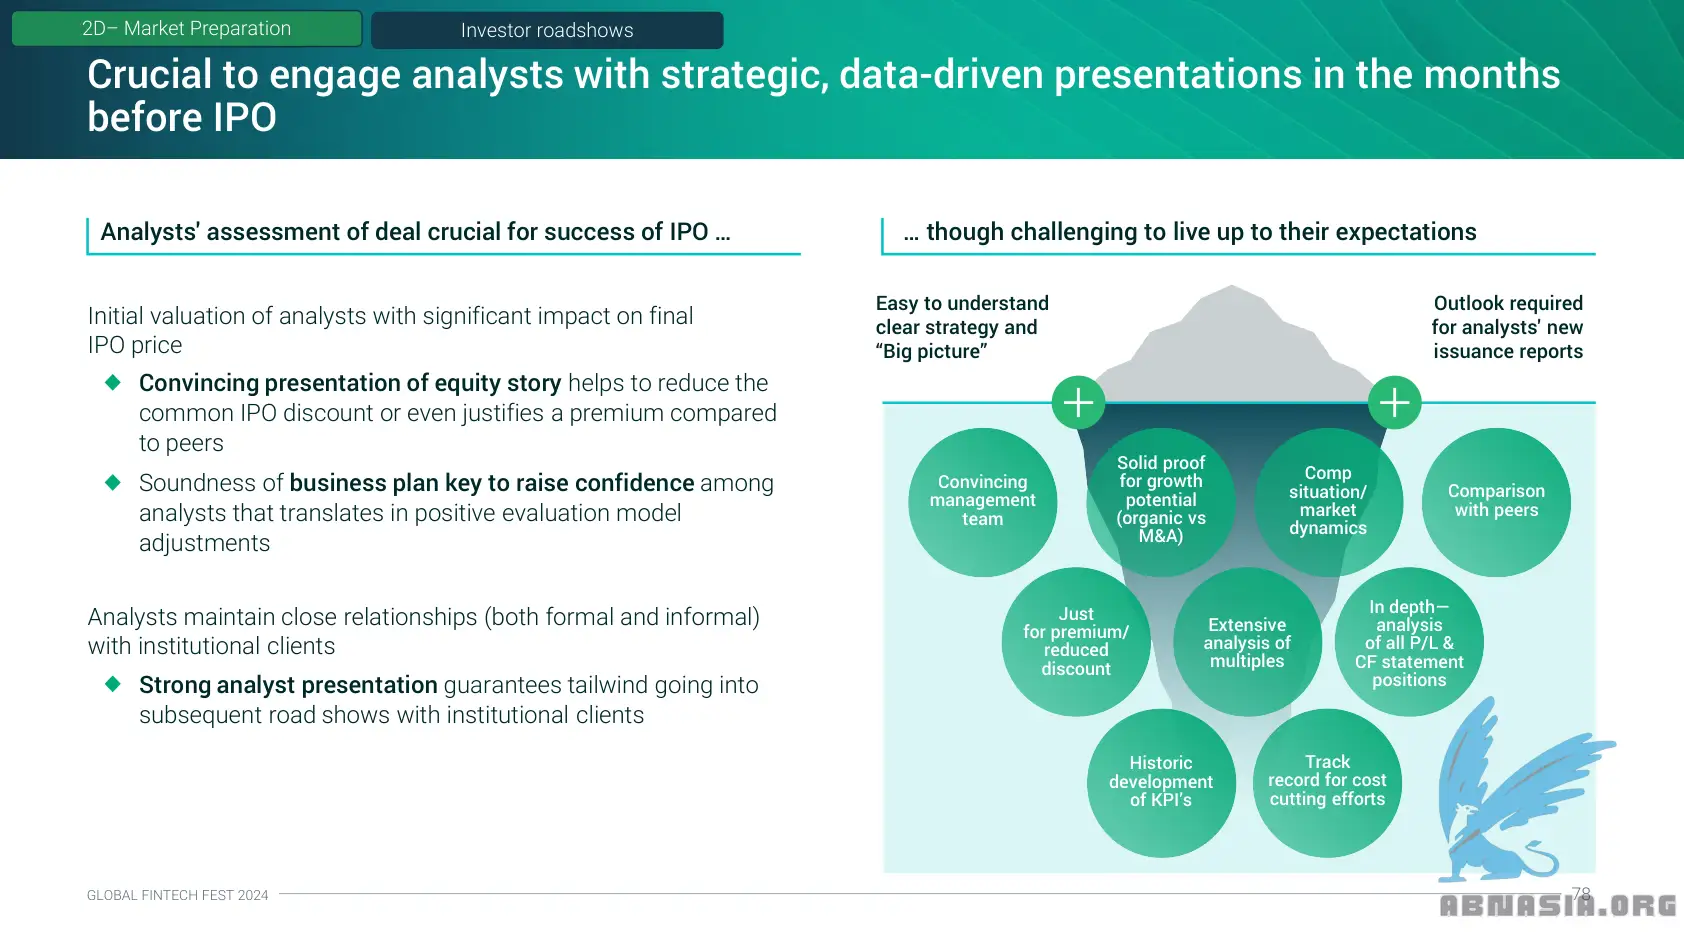 2D– Market Preparation
Investor roadshows
Crucial to engage analysts with strategic, data-driven presentations in the months
before IPO
Analysts' assessment of deal crucial for success of IPO ...
Initial valuation of analysts with significant impact on final
IPO price
Convincing presentation of equity story helps to reduce the
common IPO discount or even justifies a premium compared
to peers
Soundness of business plan key to raise confidence among
analysts that translates in positive evaluation model
adjustments
Analysts maintain close relationships (both formal and informal)
with institutional clients
Strong analyst presentation guarantees tailwind going into
subsequent road shows with institutional clients
... though challenging to live up to their expectations
Easy to understand
clear strategy and
“Big picture”
Outlook required
for analysts' new
issuance reports
Convincing
management
team
Solid proof
for growth
potential
(organic vs
M&A)
Comp
situation/
market
dynamics
Comparison
with peers
Just
for premium/
reduced
discount
Extensive
analysis of
multiples
In depth—
analysis
of all P/L &
CF statement
positions
Historic
development
of KPI's
Track
record for cost
cutting efforts
GLOBAL FINTECH FEST 2024
78
ABNASIA.ORG